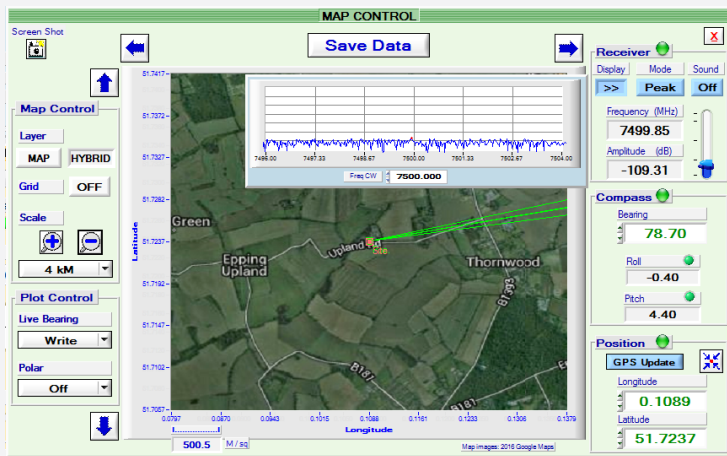 MAP CONTROL
Screen Shot
Save Data
X
Map Control
Layer
MAP
HYBRID
Grid
OFF
Scale
4 kM
Plot Control
Live Bearing
Write
Polar
Off
Latitude
51.7417
51.7372
51.7327
51.7282
51.7237
51.7192
51.7147
51.7102
51.7057
7496.00 7497.33 7498.67 7500.00 7501.33 7502.67 7504.00
Freq CW 7500.000
Green
Epping
Upland
Upland Rd
Thornwood
B1393
B181
B181
0.0797 0.0870 0.0943 0.1015 0.1088 0.1161 0.1233 0.1306 0.1379
Longitude
500.5 M / sq
Map Images: 2016 Google Maps
Receiver
Display Mode Sound
>> Peak Off
Frequency (MHz)
7499.85
Amplitude (dB)
-109.31
Compass
Bearing
78.70
Roll
-0.40
Pitch
4.40
Position
GPS Update
Longitude
0.1089
Latitude
51.7237